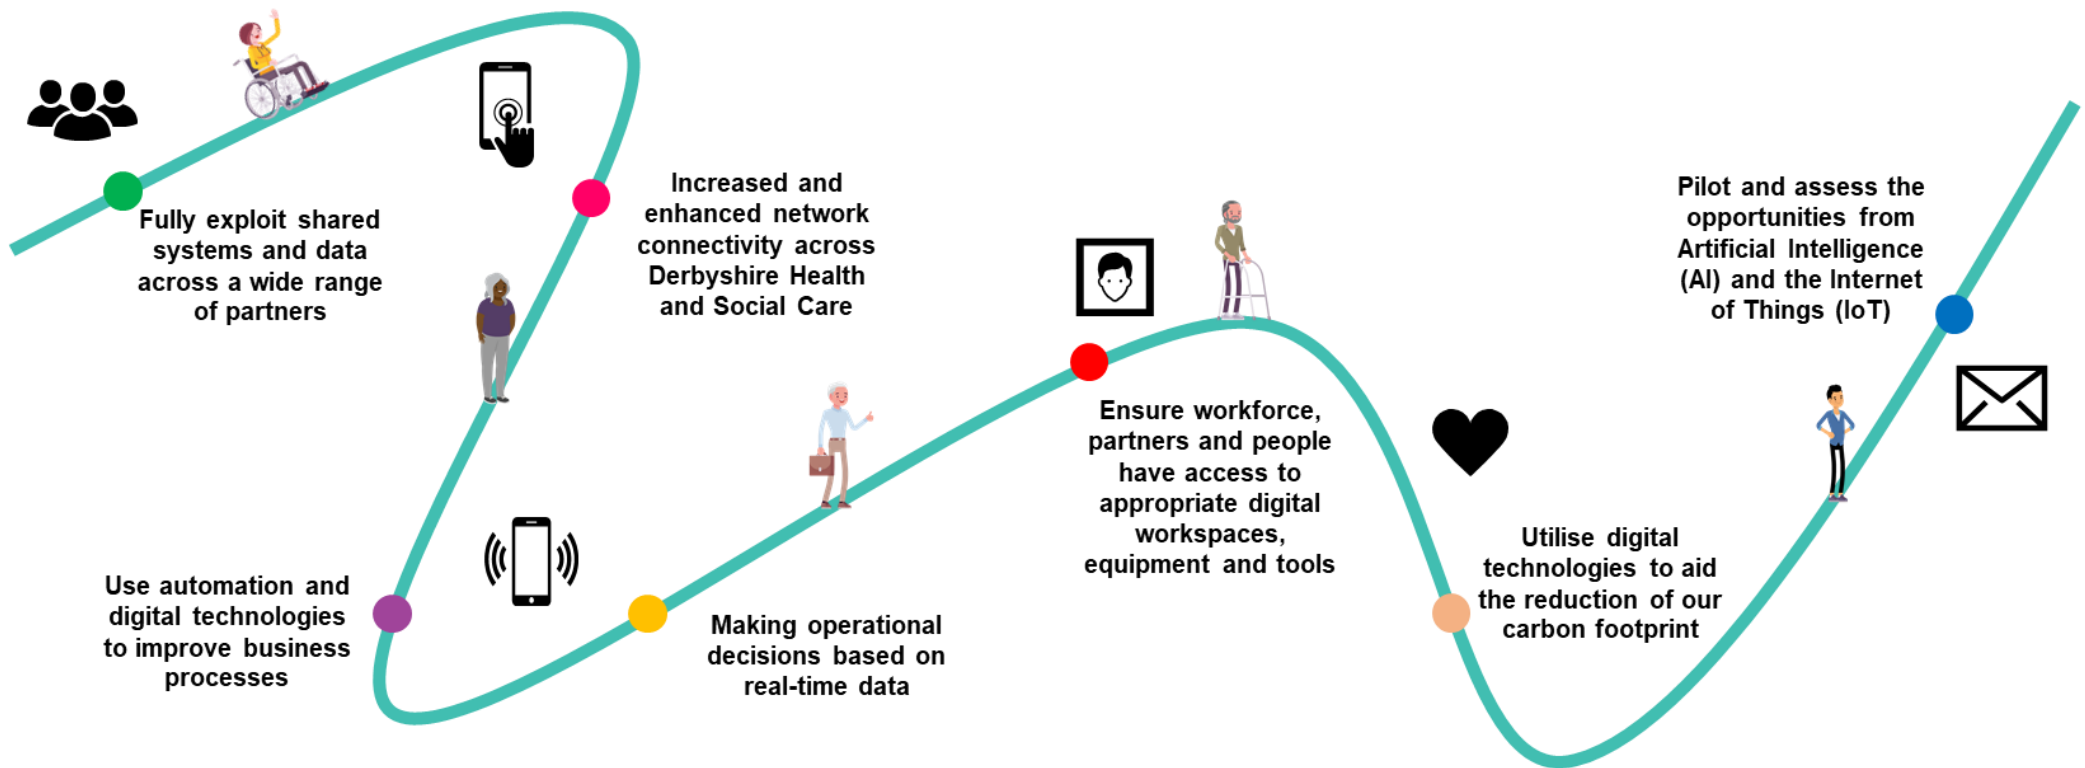 Fully exploit shared
systems and data
across a wide range
of partners
Increased and
enhanced network
connectivity across
Derbyshire Health
and Social Care
Use automation and
digital technologies
to improve business
processes
Making operational
decisions based on
real-time data
Ensure workforce,
partners and people
have access to
appropriate digital
workspaces,
equipment and tools
Utilise digital
technologies to aid
the reduction of our
carbon footprint
Pilot and assess the
opportunities from
Artificial Intelligence
(AI) and the Internet
of Things (IoT)